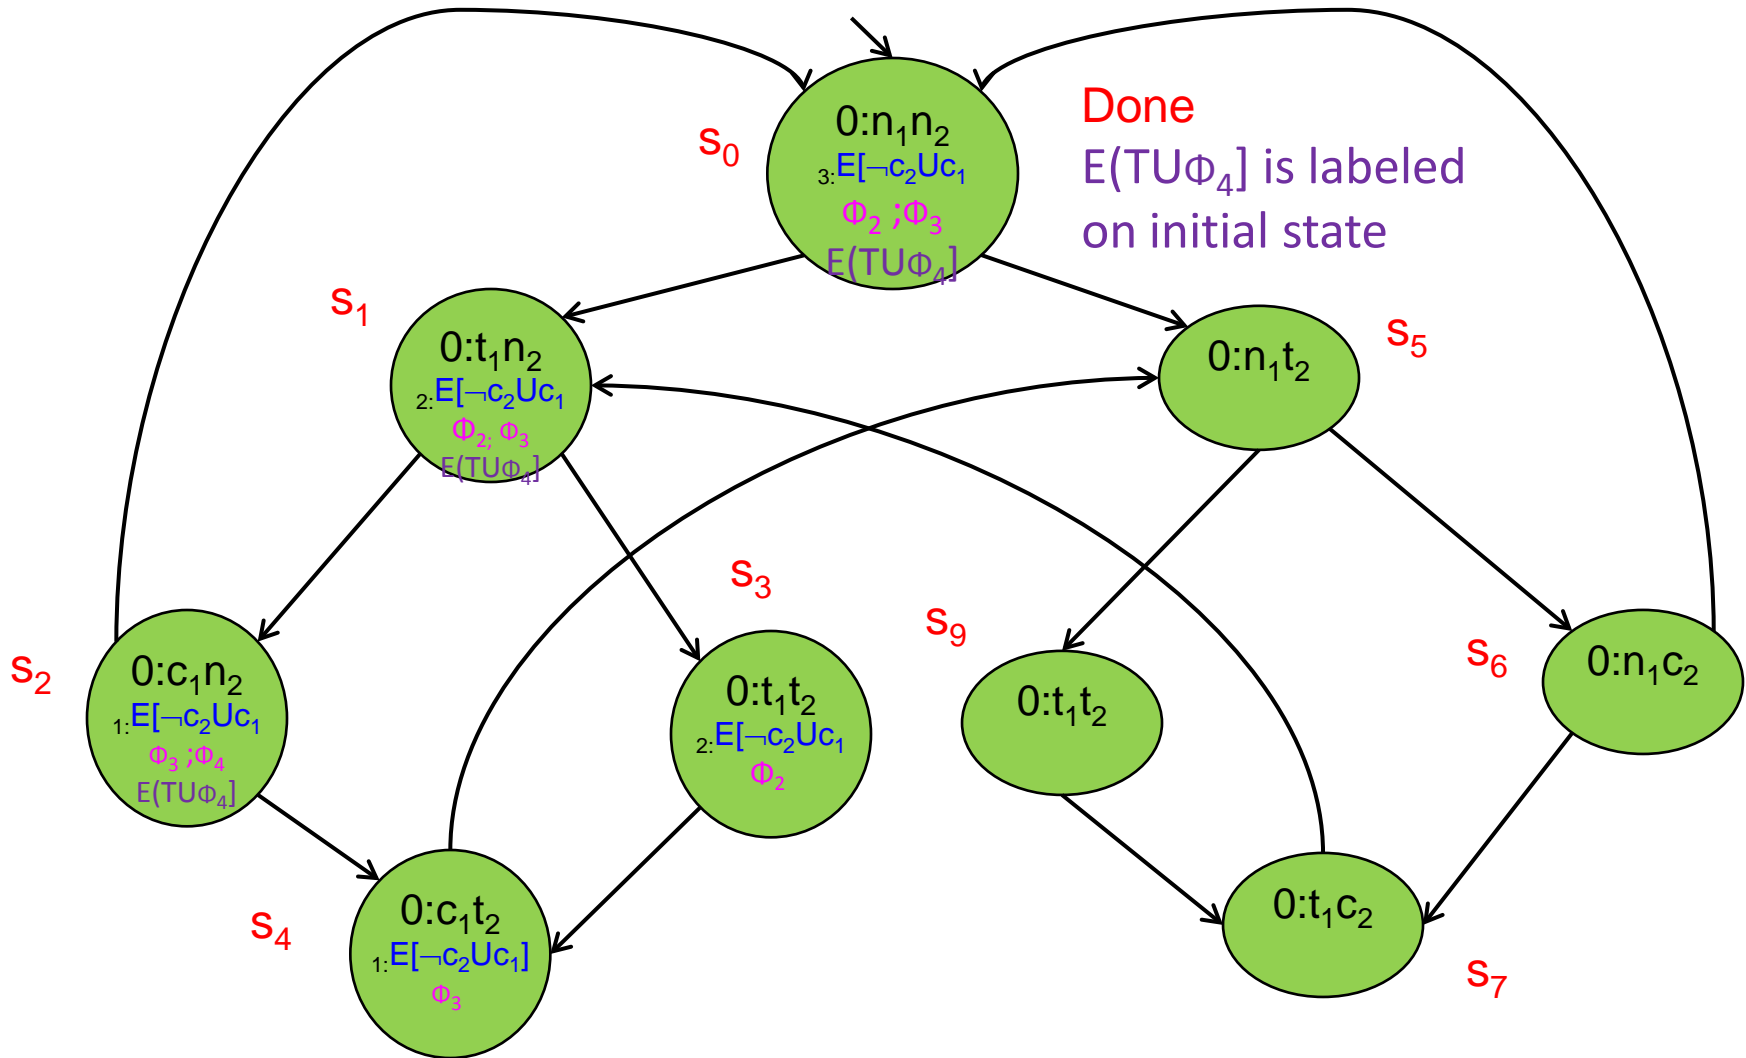 0:n₁n₂
3:E[¬c₂Uc₁
Φ₂ ;Φ₃
E(TUΦ₄]
s₀
Done
E(TUΦ₄] is labeled
on initial state
s₁
0:t₁n₂
2:E[¬c₂Uc₁
Φ₂; Φ₃
E(TUΦ₄]
0:n₁t₂
s₅
s₂
0:c₁n₂
1:E[¬c₂Uc₁
Φ₃ ;Φ₄
E(TUΦ₄]
s₃
0:t₁t₂
2:E[¬c₂Uc₁
Φ₂
s₉
0:t₁t₂
s₆
0:n₁c₂
s₄
0:c₁t₂
1:E[¬c₂Uc₁]
Φ₃
0:t₁c₂
s₇